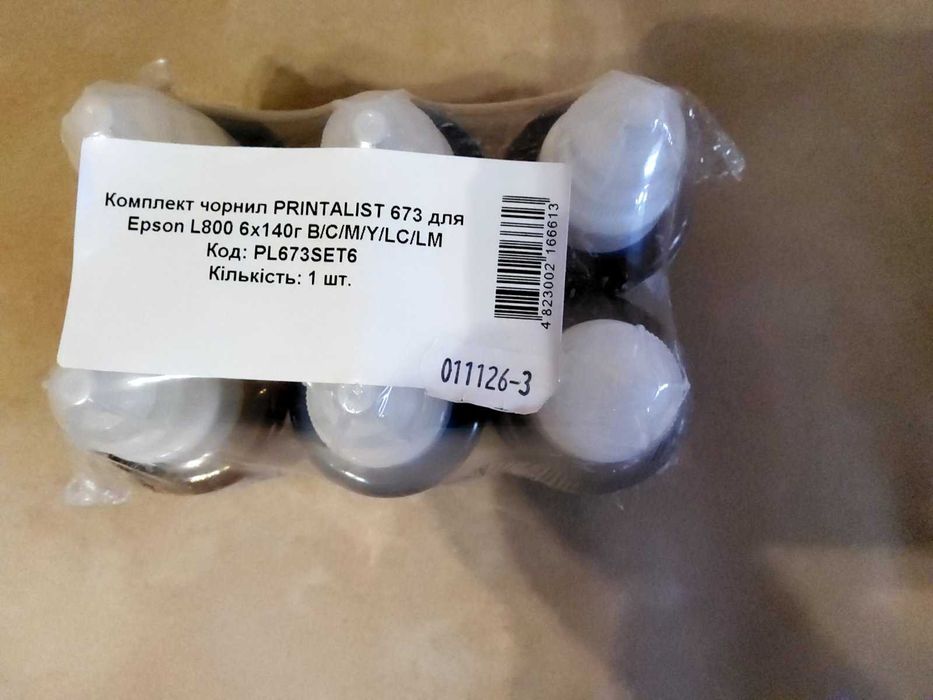 Комплект чорнил PRINTALIST 673 для
Epson L800 6x140г B/C/M/Y/LC/LM
Код: PL673SET6
Кількість: 1 шт.
4 823002 166613
011126-3